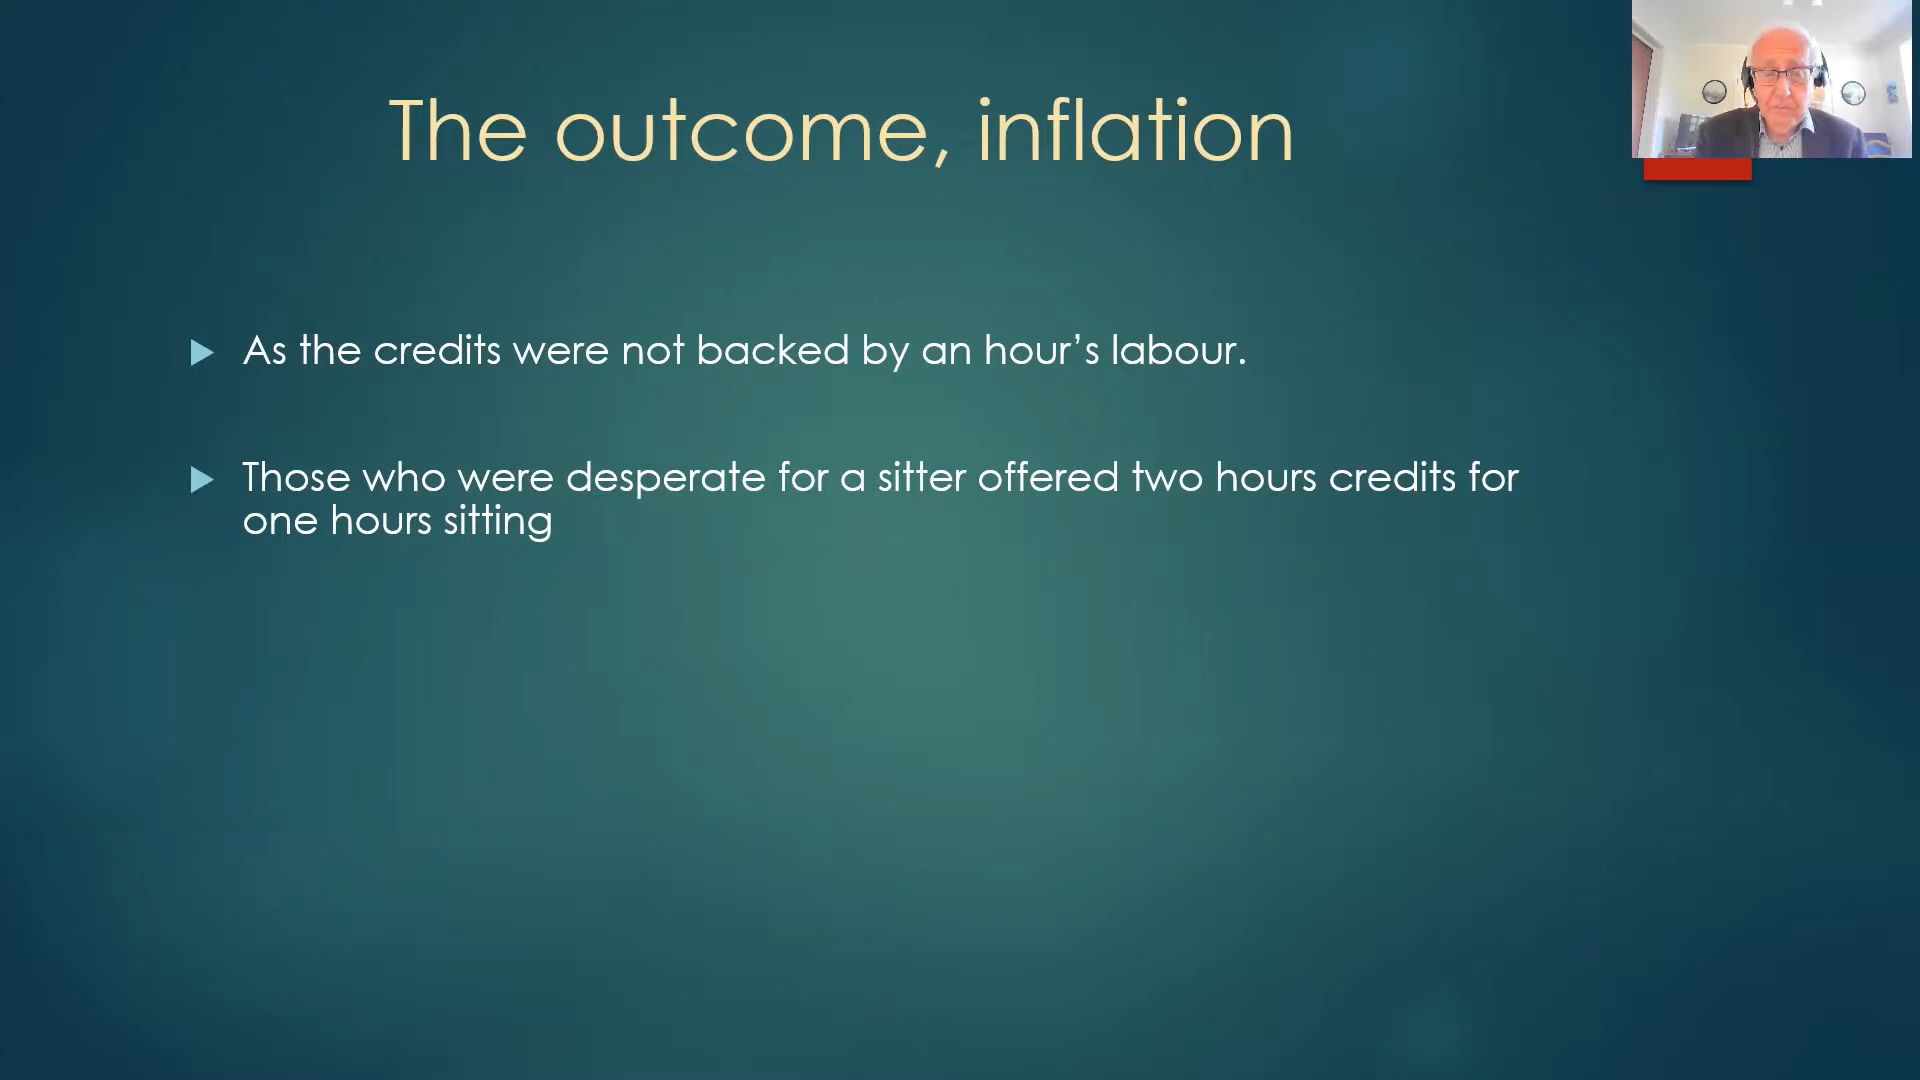 The outcome, inflation
As the credits were not backed by an hour’s labour.
Those who were desperate for a sitter offered two hours credits for
one hours sitting